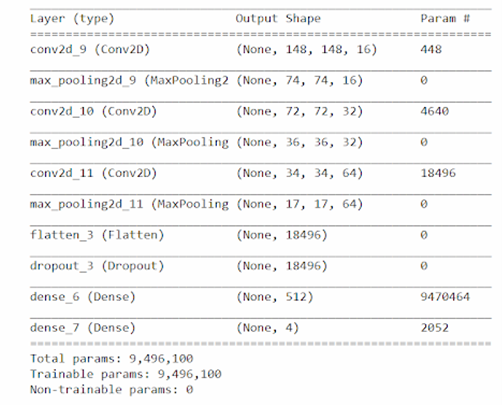 Layer (type) Output Shape Param #
=================================================================
conv2d_9 (Conv2D) (None, 148, 148, 16) 448
max_pooling2d_9 (MaxPooling2 (None, 74, 74, 16) 0
conv2d_10 (Conv2D) (None, 72, 72, 32) 4640
max_pooling2d_10 (MaxPooling (None, 36, 36, 32) 0
conv2d_11 (Conv2D) (None, 34, 34, 64) 18496
max_pooling2d_11 (MaxPooling (None, 17, 17, 64) 0
flatten_3 (Flatten) (None, 18496) 0
dropout_3 (Dropout) (None, 18496) 0
dense_6 (Dense) (None, 512) 9470464
dense_7 (Dense) (None, 4) 2052
=================================================================
Total params: 9,496,100
Trainable params: 9,496,100
Non-trainable params: 0